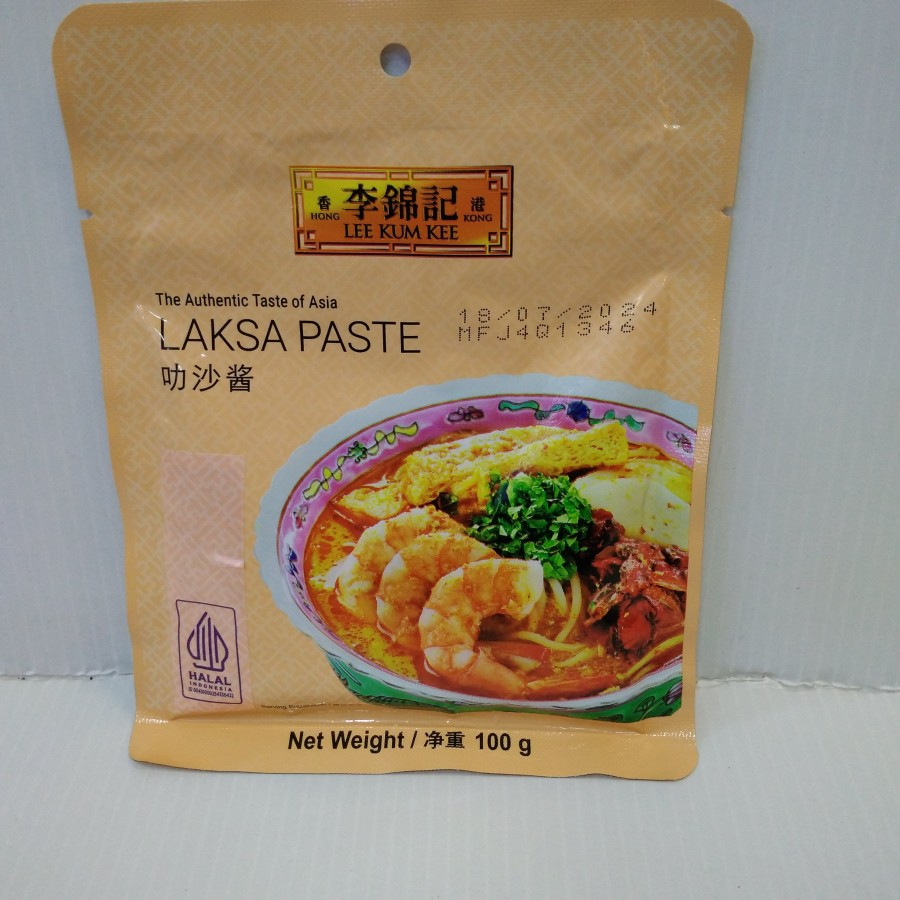 香 李錦記 港
HONG KONG
LEE KUM KEE
The Authentic Taste of Asia
LAKSA PASTE
叻沙酱
18/07/2024
MFJ4Q1346
HALAL
INDONESIA
Net Weight / 净重 100 g